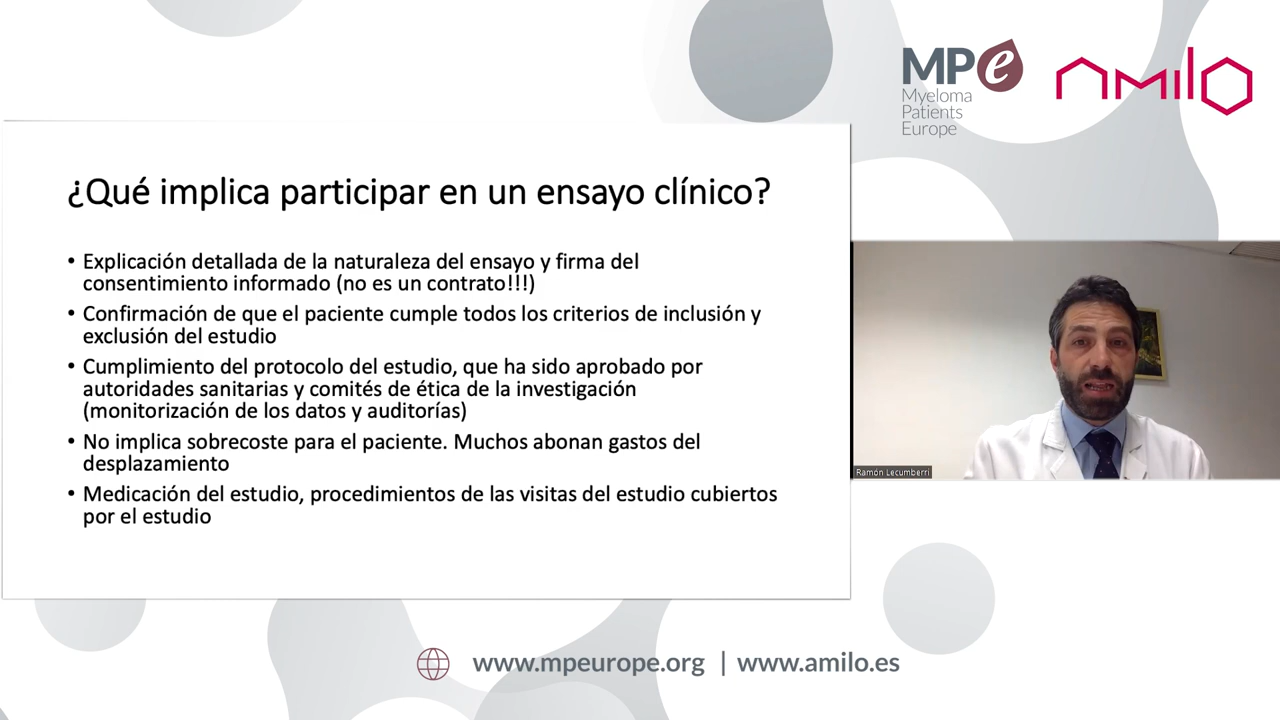 MPe
Myeloma
Patients
Europe
amilo
¿Qué implica participar en un ensayo clínico?
• Explicación detallada de la naturaleza del ensayo y firma del
consentimiento informado (no es un contrato!!!)
• Confirmación de que el paciente cumple todos los criterios de inclusión y
exclusión del estudio
• Cumplimiento del protocolo del estudio, que ha sido aprobado por
autoridades sanitarias y comités de ética de la investigación
(monitorización de los datos y auditorías)
• No implica sobrecoste para el paciente. Muchos abonan gastos del
desplazamiento
• Medicación del estudio, procedimientos de las visitas del estudio cubiertos
por el estudio
Ramón Lecumberri
www.mpeurope.org | www.amilo.es